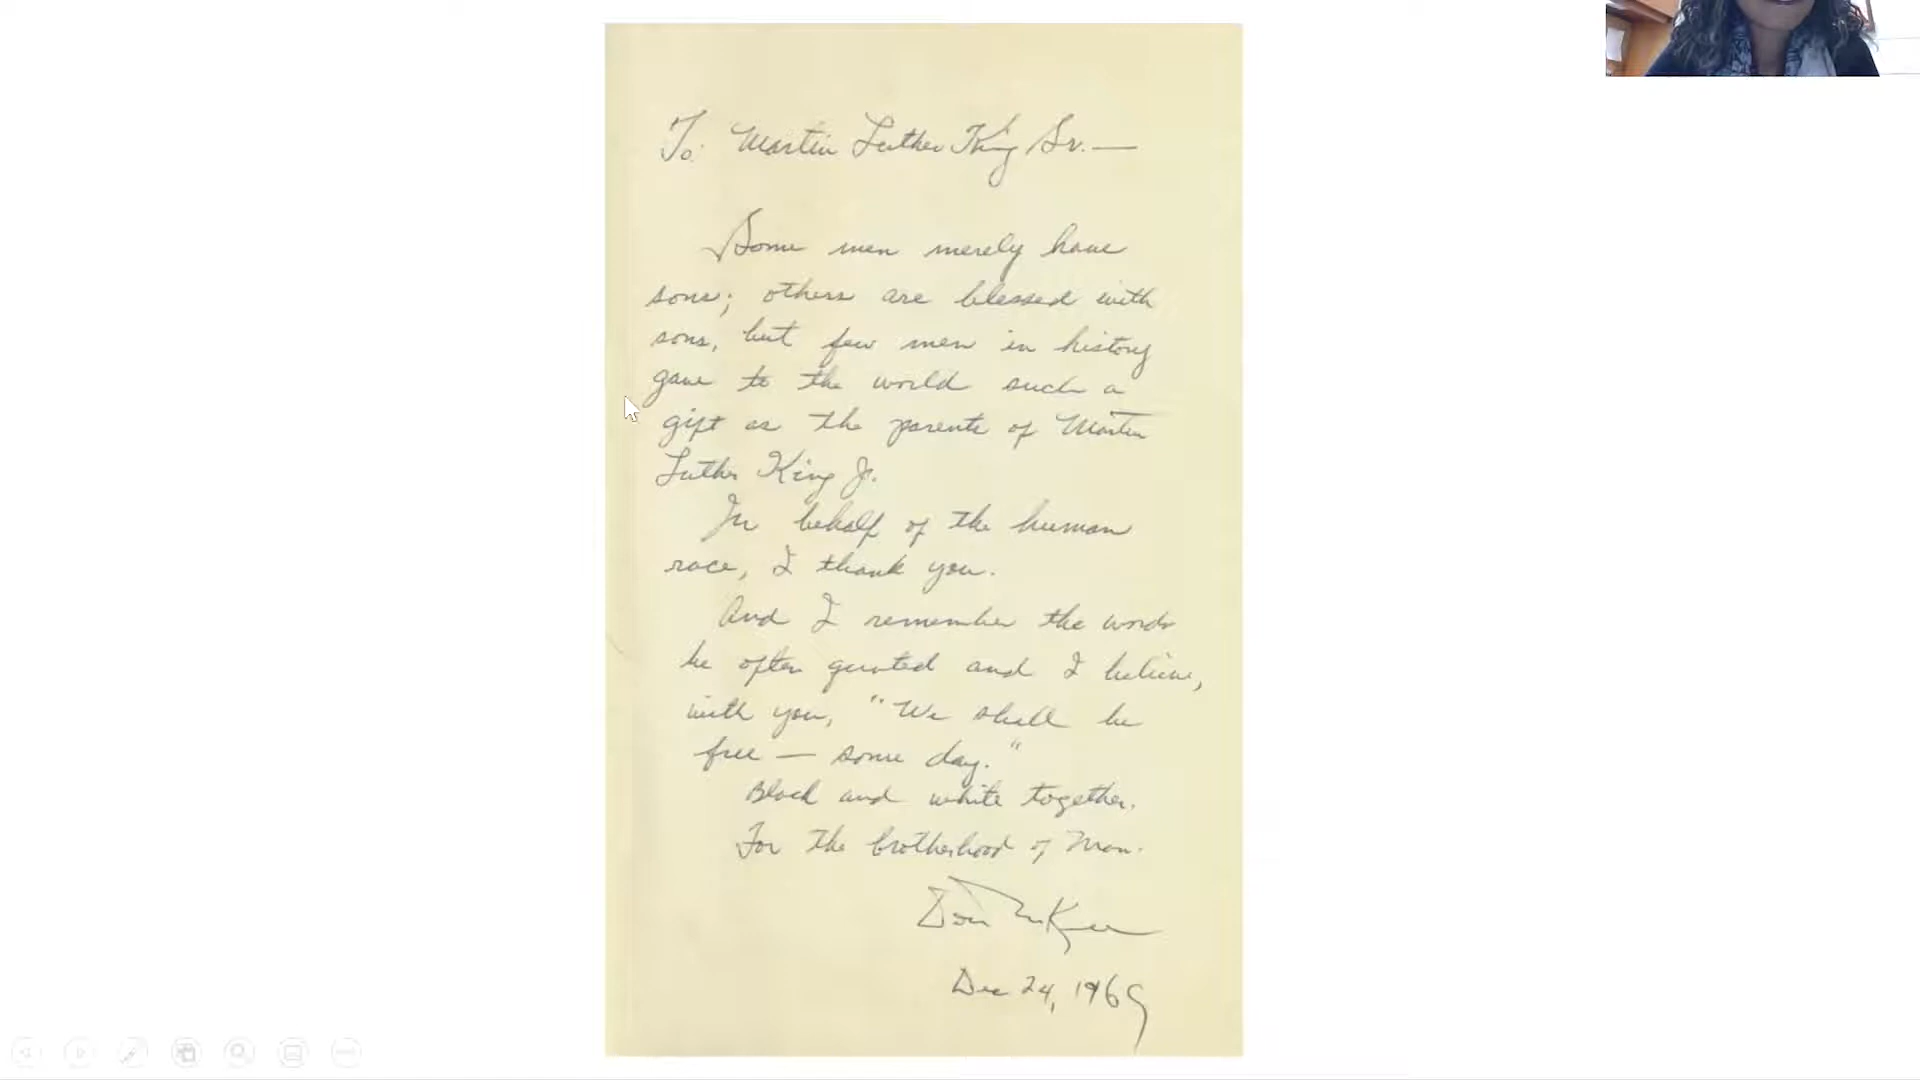 To: Martin Luther King Sr. —
Some men merely have
sons; others are blessed with
sons, but few men in history
gave to the world such a
gift as the parents of Martin
Luther King Jr.
In behalf of the human
race, I thank you.
And I remember the words
he often quoted and I believe,
with you, "We shall be
free — some day."
Black and white together.
For the brotherhood of Man.
Don McKee
Dec 24, 1969